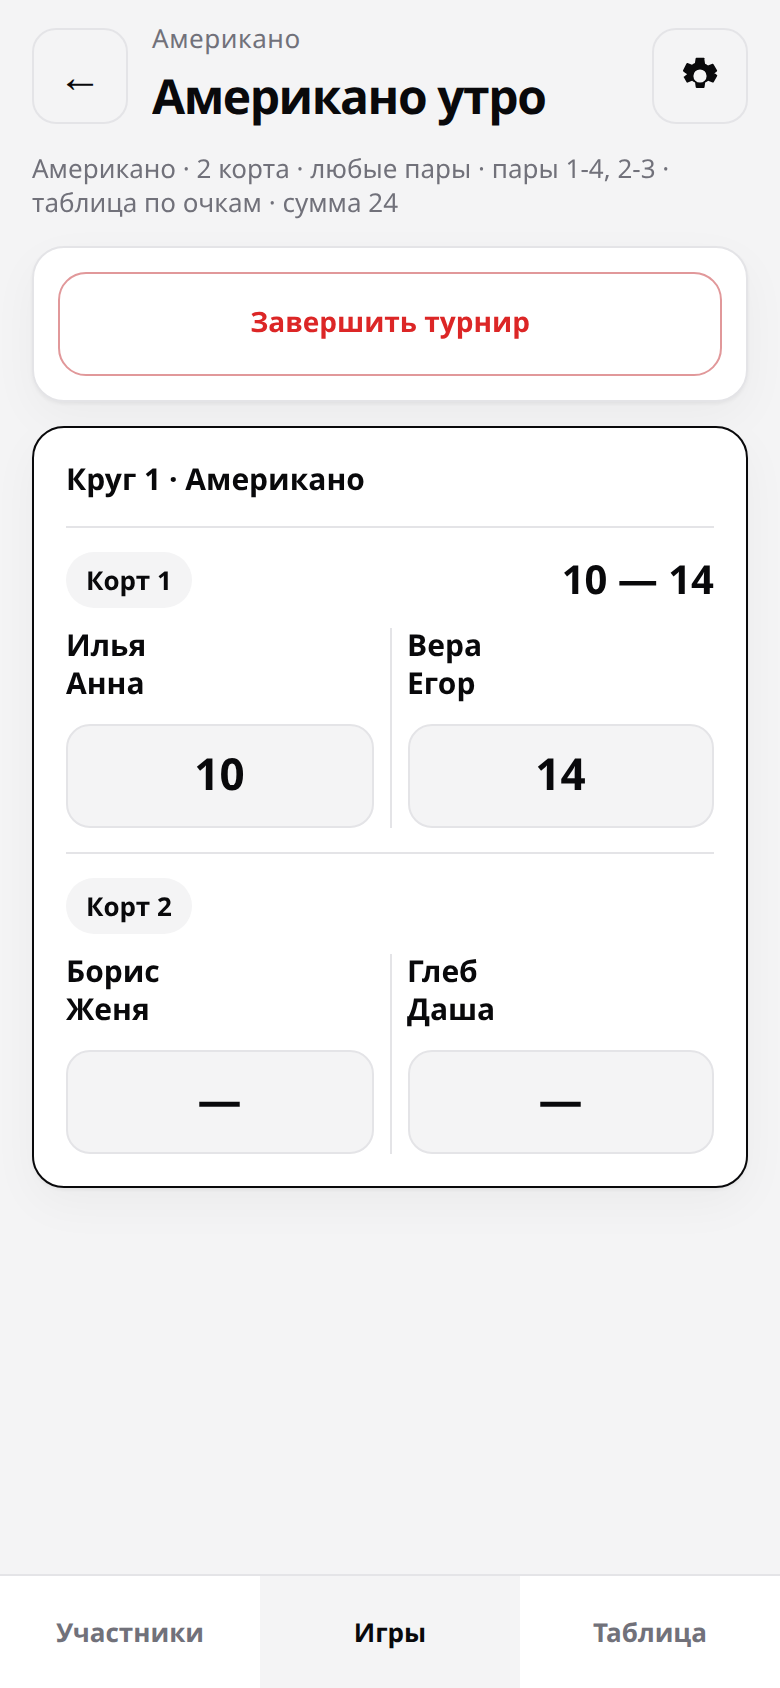 ←
Американо
Американо утро
Американо · 2 корта · любые пары · пары 1-4, 2-3 ·
таблица по очкам · сумма 24
Завершить турнир
Круг 1 · Американо
Корт 1
10 — 14
Илья
Анна
Вера
Егор
10
14
Корт 2
Борис
Женя
Глеб
Даша
—
—
Участники
Игры
Таблица